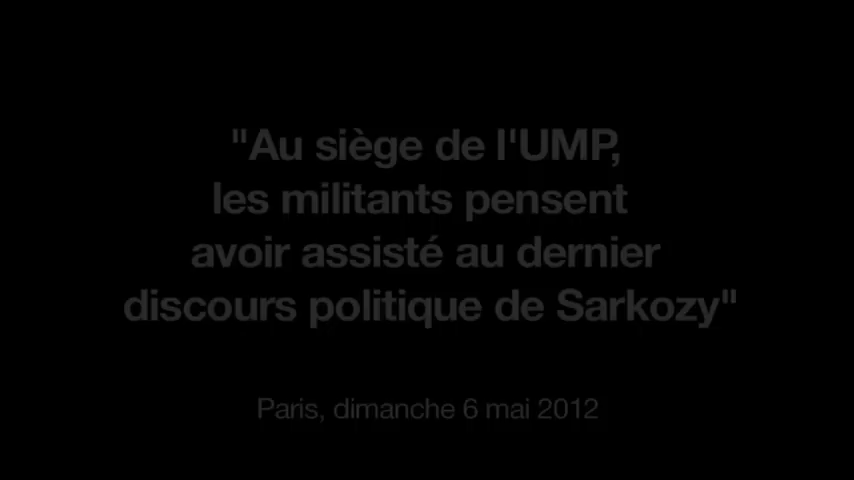 "Au siège de l'UMP,
les militants pensent
avoir assisté au dernier
discours politique de Sarkozy"
Paris, dimanche 6 mai 2012